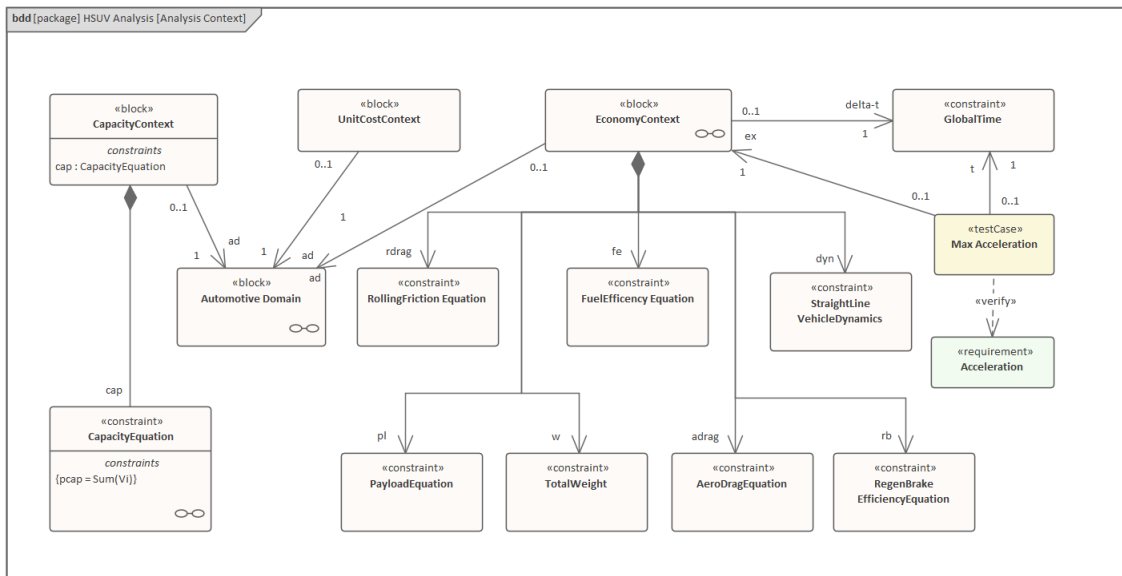 bdd [package] HSUV Analysis [Analysis Context]
«block»
CapacityContext
constraints
cap : CapacityEquation
«block»
UnitCostContext
«block»
EconomyContext
«constraint»
GlobalTime
0..1
delta-t
1
ex
1
0..1
t
1
0..1
0..1
ad
1
0..1
1
1
ad
0..1
ad
«testCase»
Max Acceleration
«verify»
«requirement»
Acceleration
«block»
Automotive Domain
rdrag
«constraint»
RollingFriction Equation
fe
«constraint»
FuelEfficency Equation
dyn
«constraint»
StraightLine
VehicleDynamics
cap
«constraint»
CapacityEquation
constraints
{pcap = Sum(Vi)}
pl
«constraint»
PayloadEquation
w
«constraint»
TotalWeight
adrag
«constraint»
AeroDragEquation
rb
«constraint»
RegenBrake
EfficiencyEquation